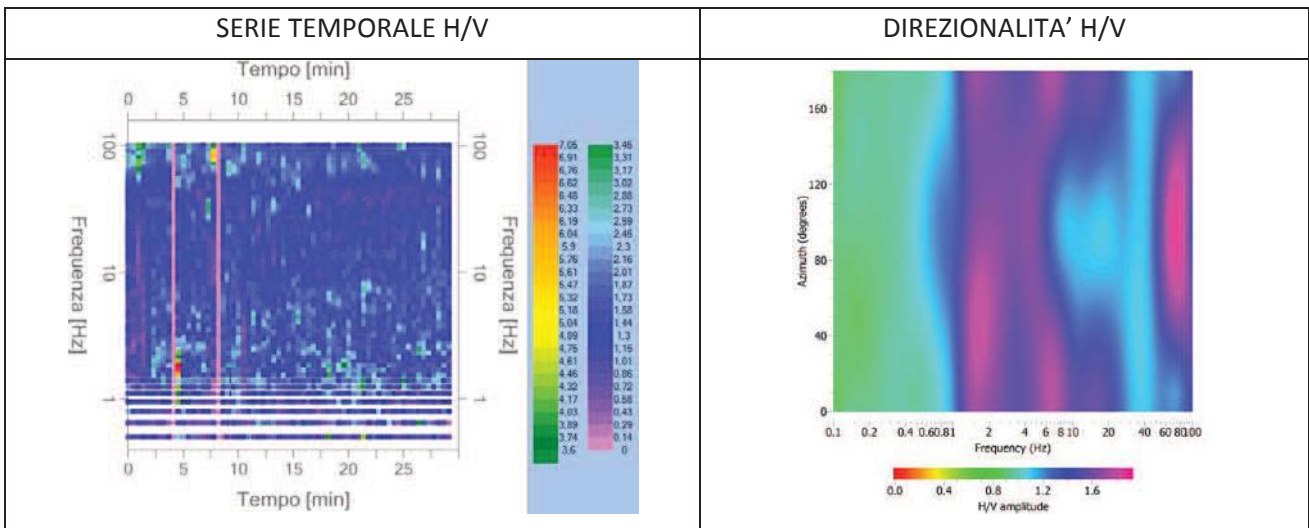 SERIE TEMPORALE H/V
DIREZIONALITA’ H/V
Tempo [min]
0 5 10 15 20 25
100 100
10 10
1 1
Frequenza [Hz]
Frequenza [Hz]
0 5 10 15 20 25
Tempo [min]
7,05 3,45
6,91 3,31
6,76 3,17
6,62 3,02
6,48 2,88
6,33 2,73
6,19 2,59
6,04 2,45
5,9 2,3
5,76 2,16
5,61 2,01
5,47 1,87
5,32 1,73
5,18 1,58
5,04 1,44
4,89 1,3
4,75 1,15
4,61 1,01
4,46 0,86
4,32 0,72
4,17 0,58
4,03 0,43
3,89 0,29
3,74 0,14
3,6 0
160
120
80
40
0
Azimuth (degrees)
0.1 0.2 0.4 0.6 0.8 1 2 4 6 8 10 20 40 60 80 100
Frequency (Hz)
0.0 0.4 0.8 1.2 1.6
H/V amplitude